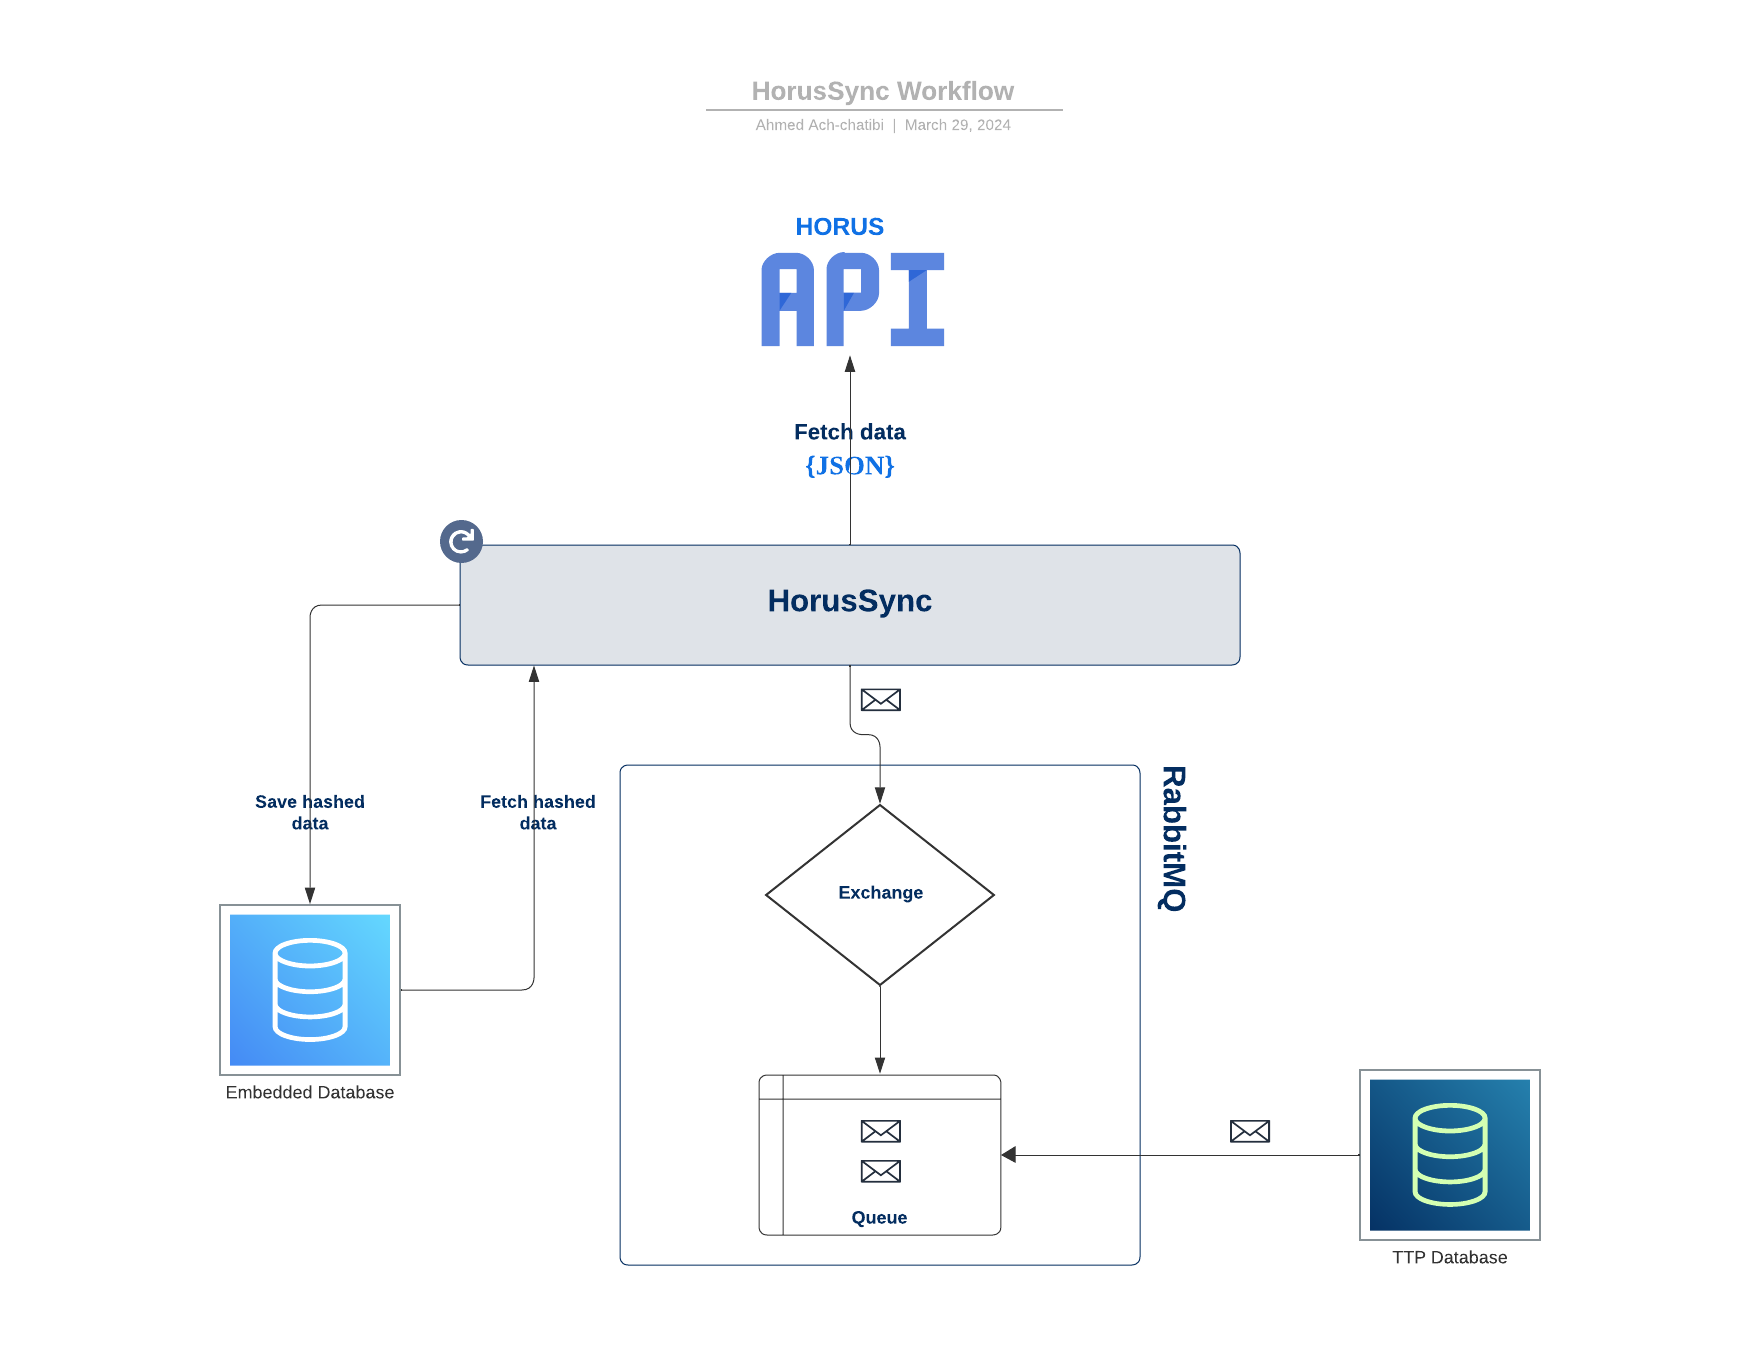 HorusSync Workflow
Ahmed Ach-chatibi | March 29, 2024
HORUS
API
Fetch data
{JSON}
HorusSync
RabbitMQ
Save hashed
data
Fetch hashed
data
Exchange
Embedded Database
Queue
TTP Database